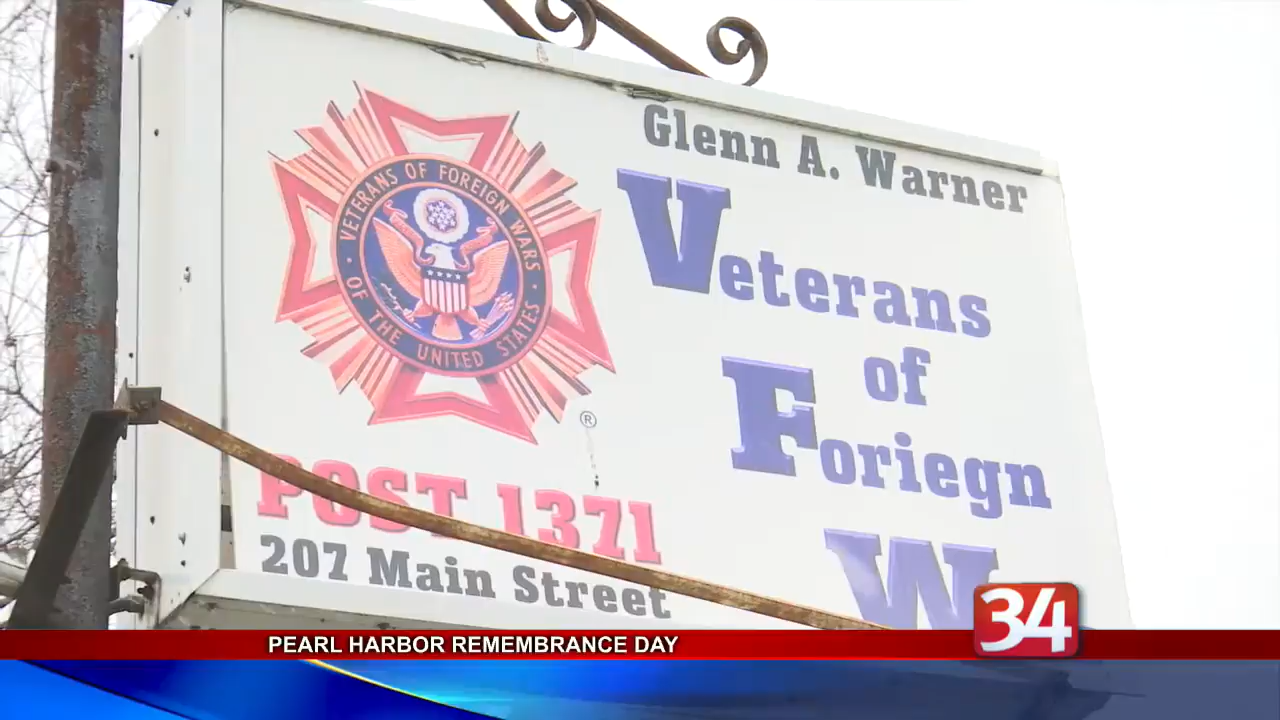 Glenn A. Warner
Veterans
of
Foriegn
W
VETERANS OF FOREIGN WARS
OF THE UNITED STATES
®
POST 1371
207 Main Street
34
PEARL HARBOR REMEMBRANCE DAY